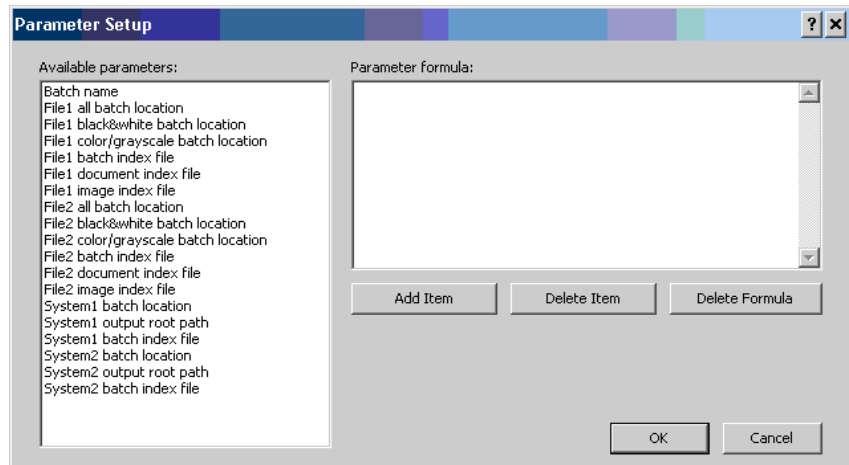 Parameter Setup
Available parameters:
Batch name
File1 all batch location
File1 black&white batch location
File1 color/grayscale batch location
File1 batch index file
File1 document index file
File1 image index file
File2 all batch location
File2 black&white batch location
File2 color/grayscale batch location
File2 batch index file
File2 document index file
File2 image index file
System1 batch location
System1 output root path
System1 batch index file
System2 batch location
System2 output root path
System2 batch index file
Parameter formula:
Add Item
Delete Item
Delete Formula
OK
Cancel